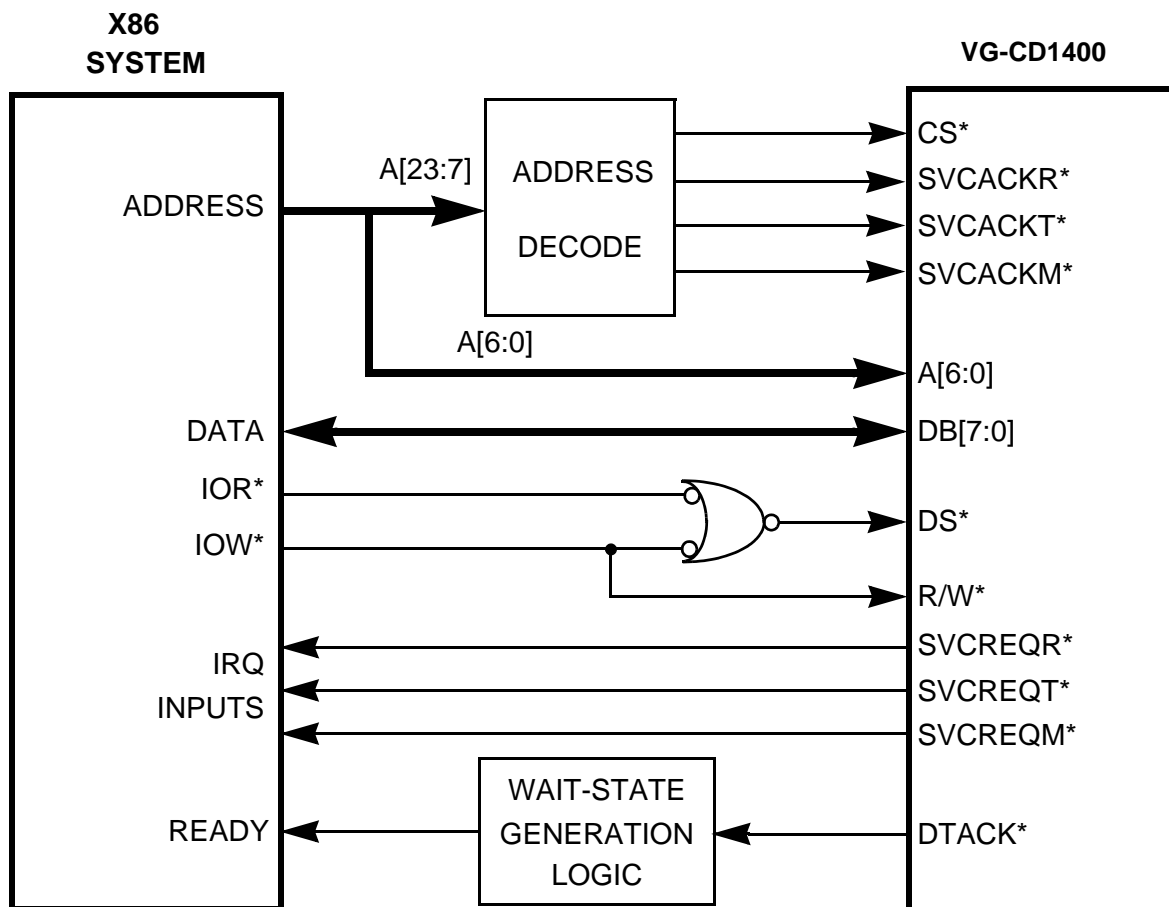 X86
SYSTEM
VG-CD1400
CS*
A[23:7]
ADDRESS
SVCACKR*
ADDRESS
SVCACKT*
DECODE
SVCACKM*
A[6:0]
A[6:0]
DATA
DB[7:0]
IOR*
DS*
IOW*
R/W*
SVCREQR*
IRQ
INPUTS
SVCREQT*
SVCREQM*
WAIT-STATE
GENERATION
LOGIC
READY
DTACK*